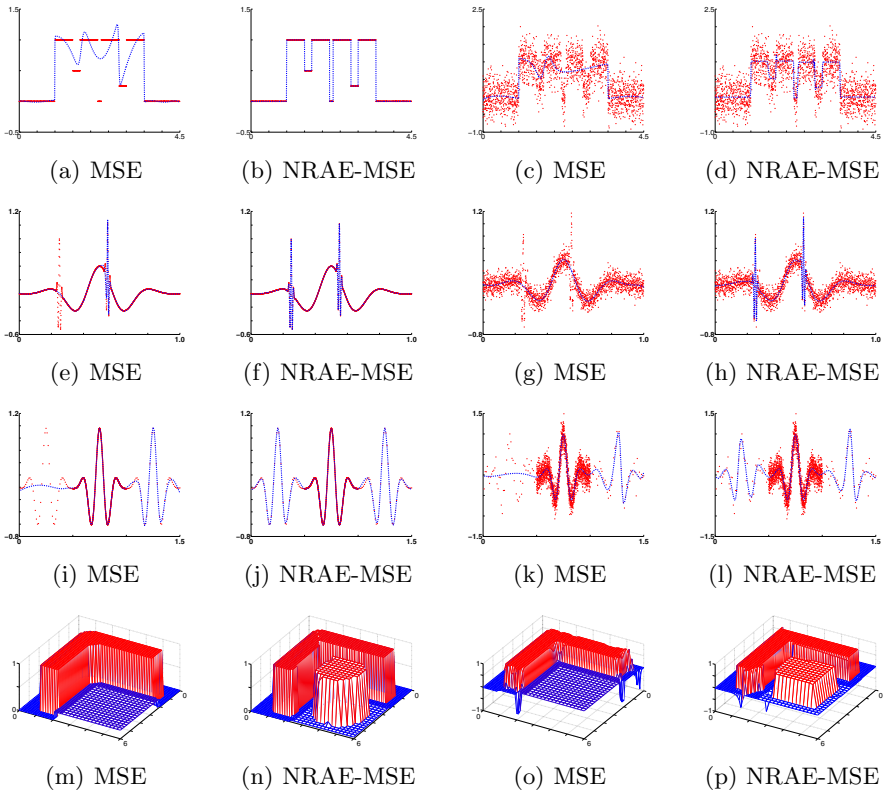 1.5 1.5 2.5 2.5
-0.5 0 4.5 -0.5 0 4.5 -1.0 0 4.5 -1.0 0 4.5
(a) MSE (b) NRAE-MSE (c) MSE (d) NRAE-MSE
1.2 1.2 1.2 1.2
-0.6 0 1.0 -0.6 0 1.0 -0.8 0 1.0 -0.8 0 1.0
(e) MSE (f) NRAE-MSE (g) MSE (h) NRAE-MSE
1.2 1.2 1.5 1.5
-0.8 0 1.5 -0.8 0 1.5 -1.5 0 1.5 -1.5 0 1.5
(i) MSE (j) NRAE-MSE (k) MSE (l) NRAE-MSE
1 1 1 1
0 0 0 0 -1 0 -1 0
0 6 0 6 0 6 0 6
(m) MSE (n) NRAE-MSE (o) MSE (p) NRAE-MSE